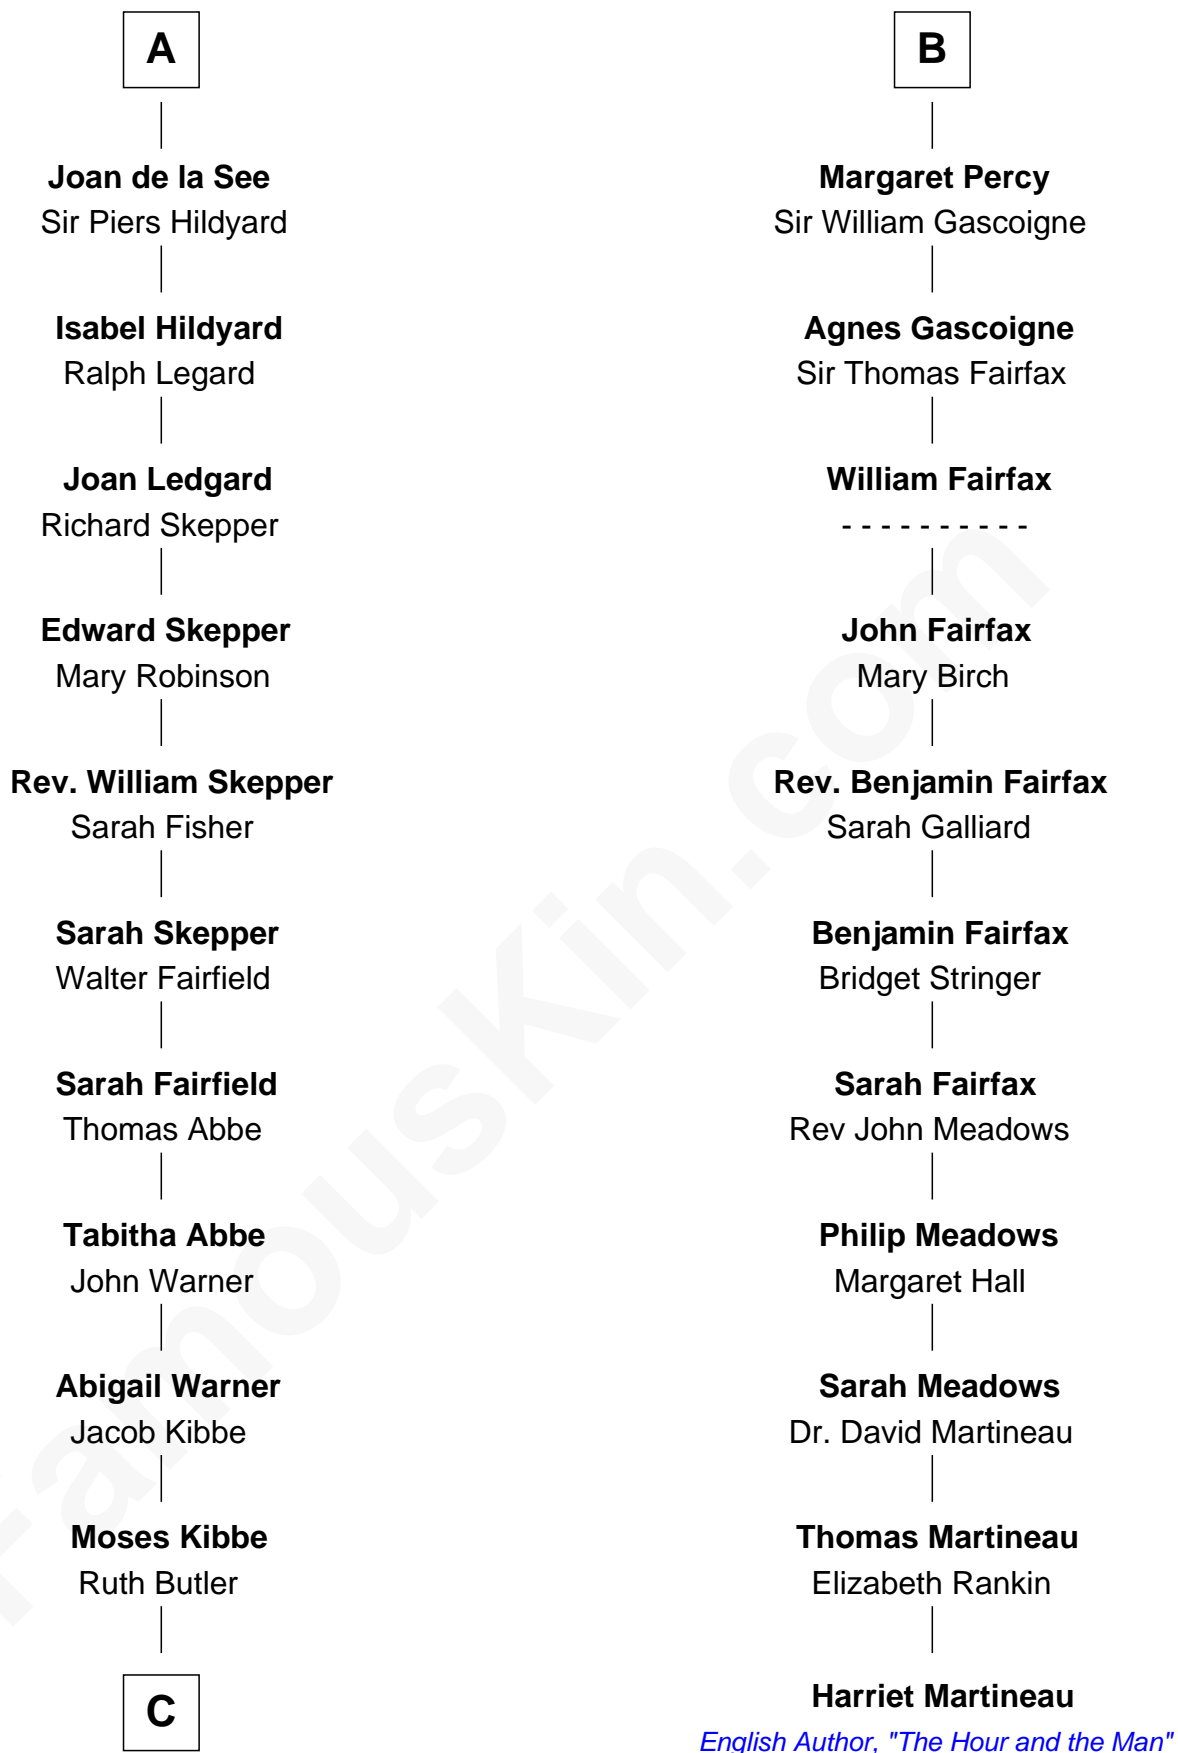 A
Joan de la See
Sir Piers Hildyard
Isabel Hildyard
Ralph Legard
Joan Ledgard
Richard Skepper
Edward Skepper
Mary Robinson
Rev. William Skepper
Sarah Fisher
Sarah Skepper
Walter Fairfield
Sarah Fairfield
Thomas Abbe
Tabitha Abbe
John Warner
Abigail Warner
Jacob Kibbe
Moses Kibbe
Ruth Butler
C
B
Margaret Percy
Sir William Gascoigne
Agnes Gascoigne
Sir Thomas Fairfax
William Fairfax
- - - - - - - - - -
John Fairfax
Mary Birch
Rev. Benjamin Fairfax
Sarah Galliard
Benjamin Fairfax
Bridget Stringer
Sarah Fairfax
Rev John Meadows
Philip Meadows
Margaret Hall
Sarah Meadows
Dr. David Martineau
Thomas Martineau
Elizabeth Rankin
Harriet Martineau
English Author, "The Hour and the Man"
FamousKin.com